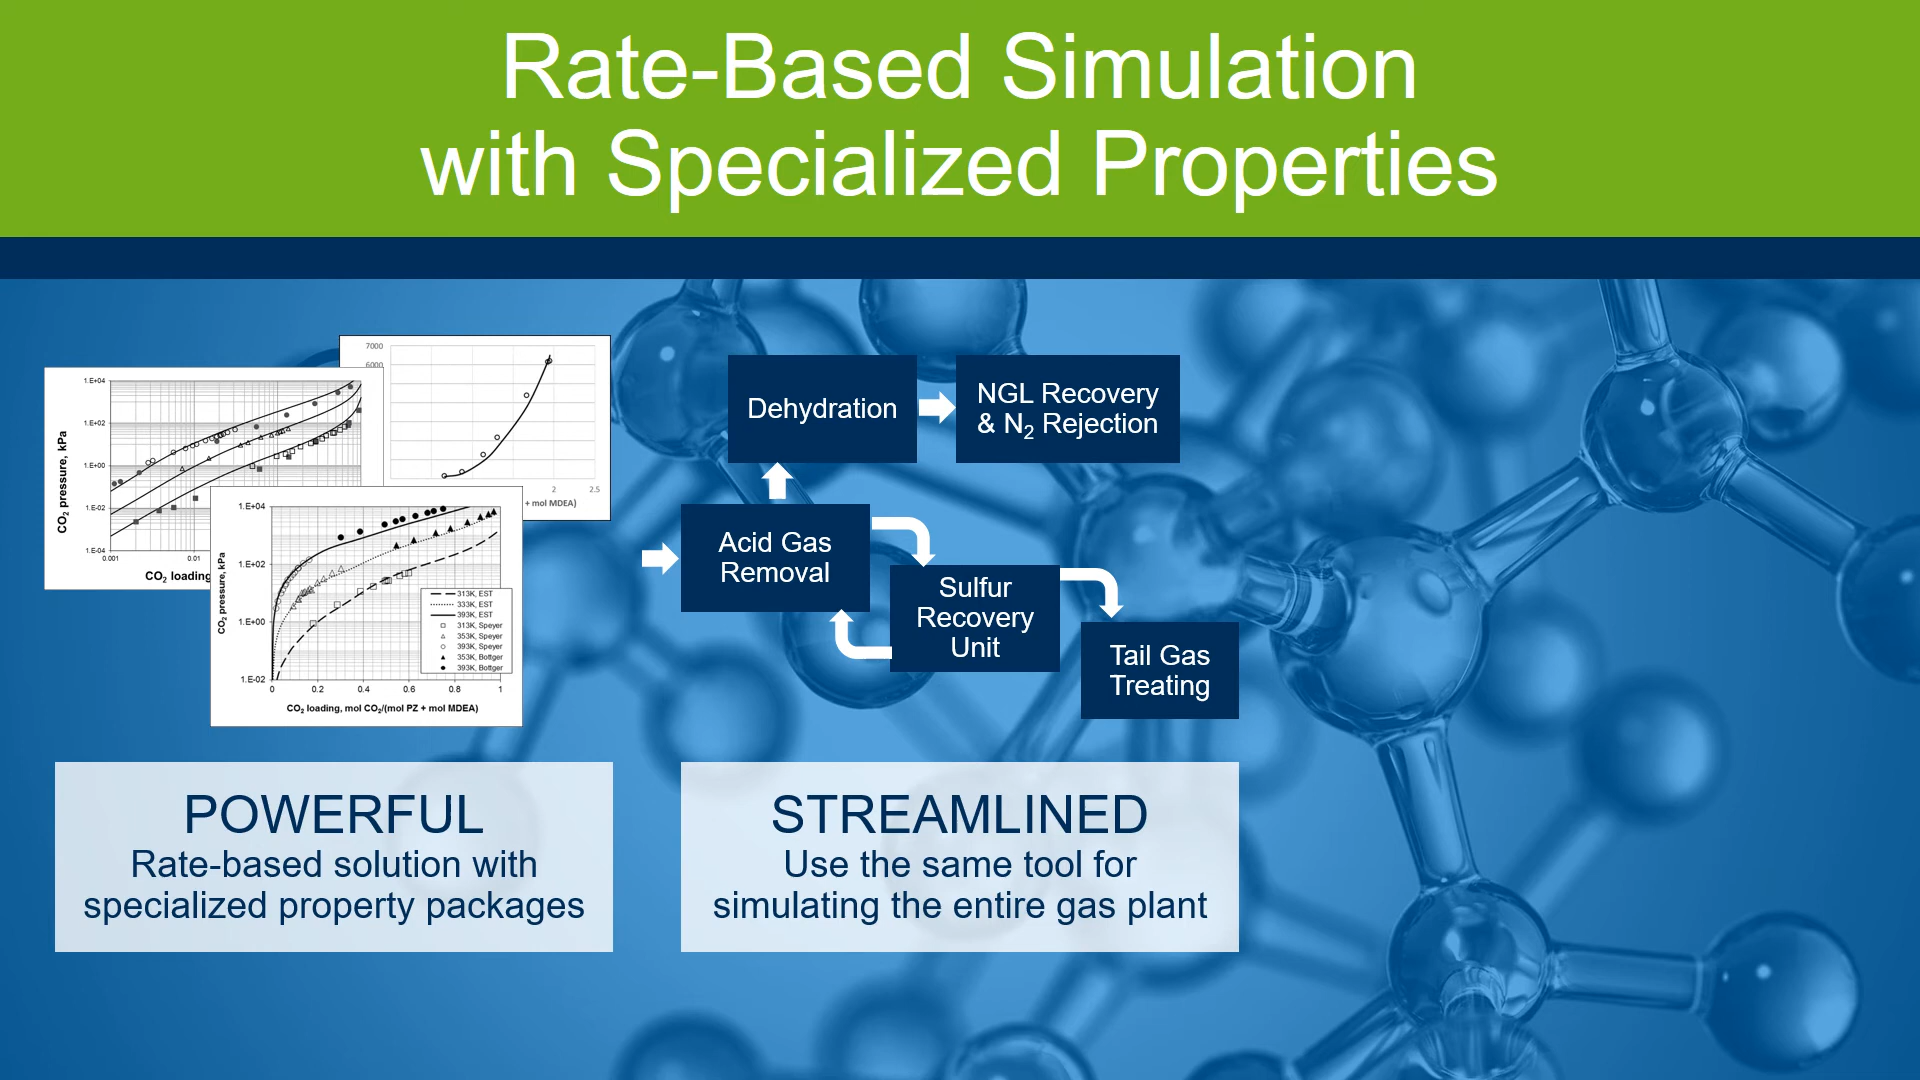 Rate-Based Simulation
with Specialized Properties
7000
6000
2
2.5
+ mol MDEA)
1.E+04
1.E+02
1.E+00
1.E-02
1.E-04
0.001
0.01
CO₂ pressure, kPa
CO₂ loading
1.E+04
1.E+02
1.E+00
1.E-02
0
0.2
0.4
0.6
0.8
1
CO₂ pressure, kPa
CO₂ loading, mol CO₂/(mol PZ + mol MDEA)
313K, EST
333K, EST
393K, EST
313K, Speyer
353K, Speyer
393K, Speyer
353K, Bottger
393K, Bottger
Dehydration
NGL Recovery
& N₂ Rejection
Acid Gas
Removal
Sulfur
Recovery
Unit
Tail Gas
Treating
POWERFUL
Rate-based solution with
specialized property packages
STREAMLINED
Use the same tool for
simulating the entire gas plant